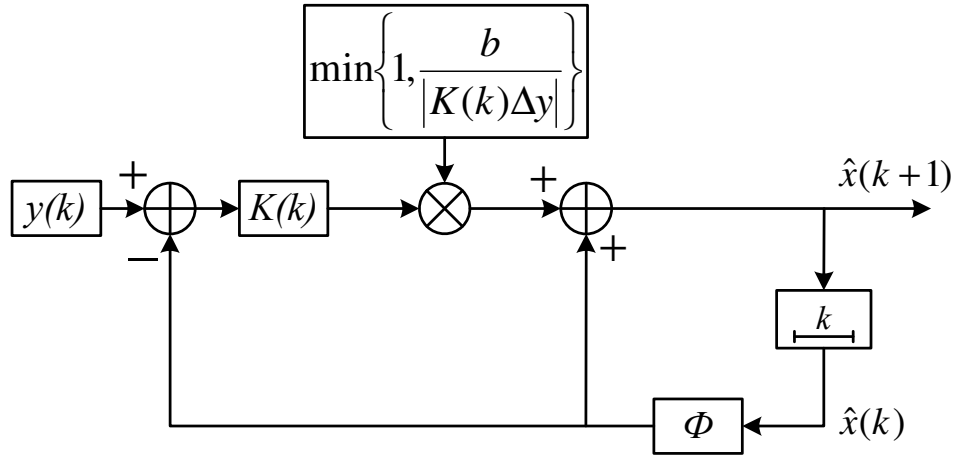 min{1, b/|K(k)Δy|}
+ + x̂(k+1)
y(k) K(k)
− +
k
Φ x̂(k)